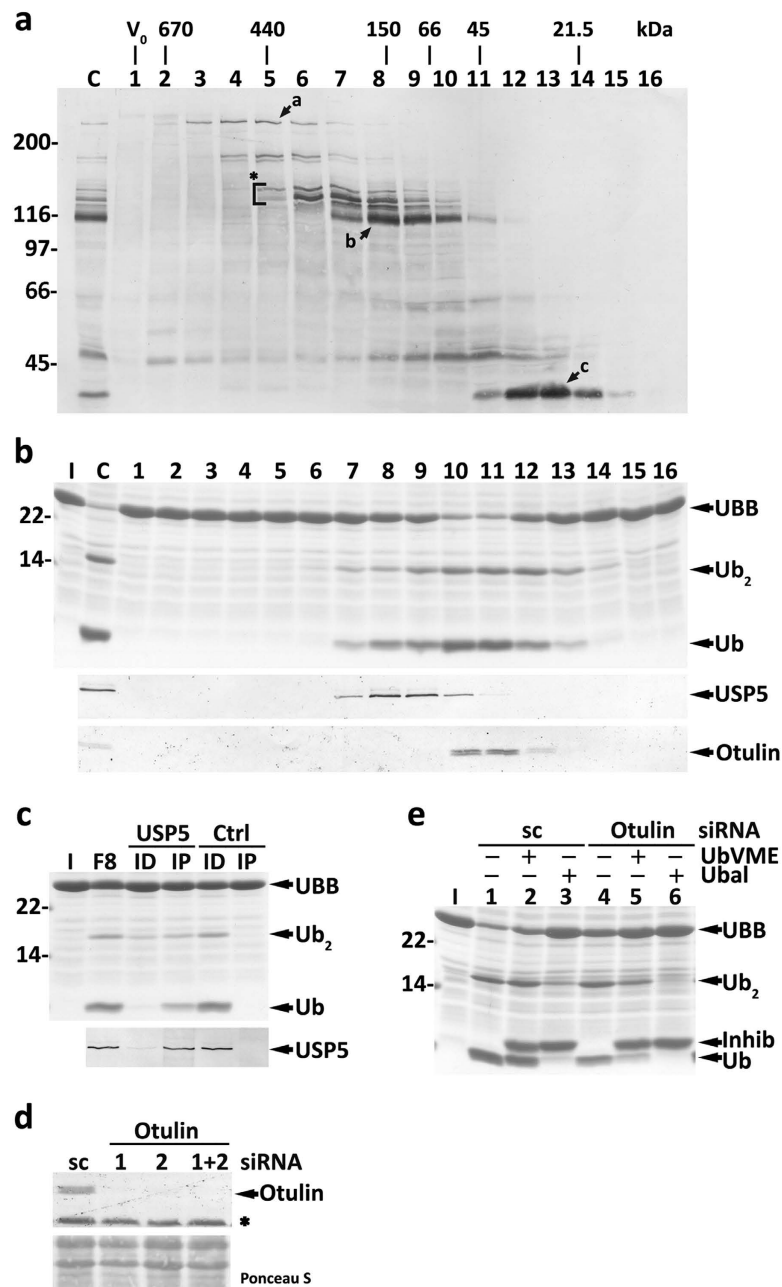 a
V0 670 440 150 66 45 21.5 kDa
C 1 2 3 4 5 6 7 8 9 10 11 12 13 14 15 16
a
200-
*
116-
b
97-
66-
45-
c
b
I C 1 2 3 4 5 6 7 8 9 10 11 12 13 14 15 16
22-
UBB
14-
Ub2
Ub
USP5
Otulin
c
USP5 Ctrl
I F8 ID IP ID IP
UBB
22-
Ub2
14-
Ub
USP5
e
sc Otulin siRNA
– + – – + – UbVME
– – + – – + Ubal
I 1 2 3 4 5 6
UBB
22-
14-
Ub2
Inhib
Ub
d
Otulin
sc 1 2 1+2 siRNA
Otulin
*
Ponceau S